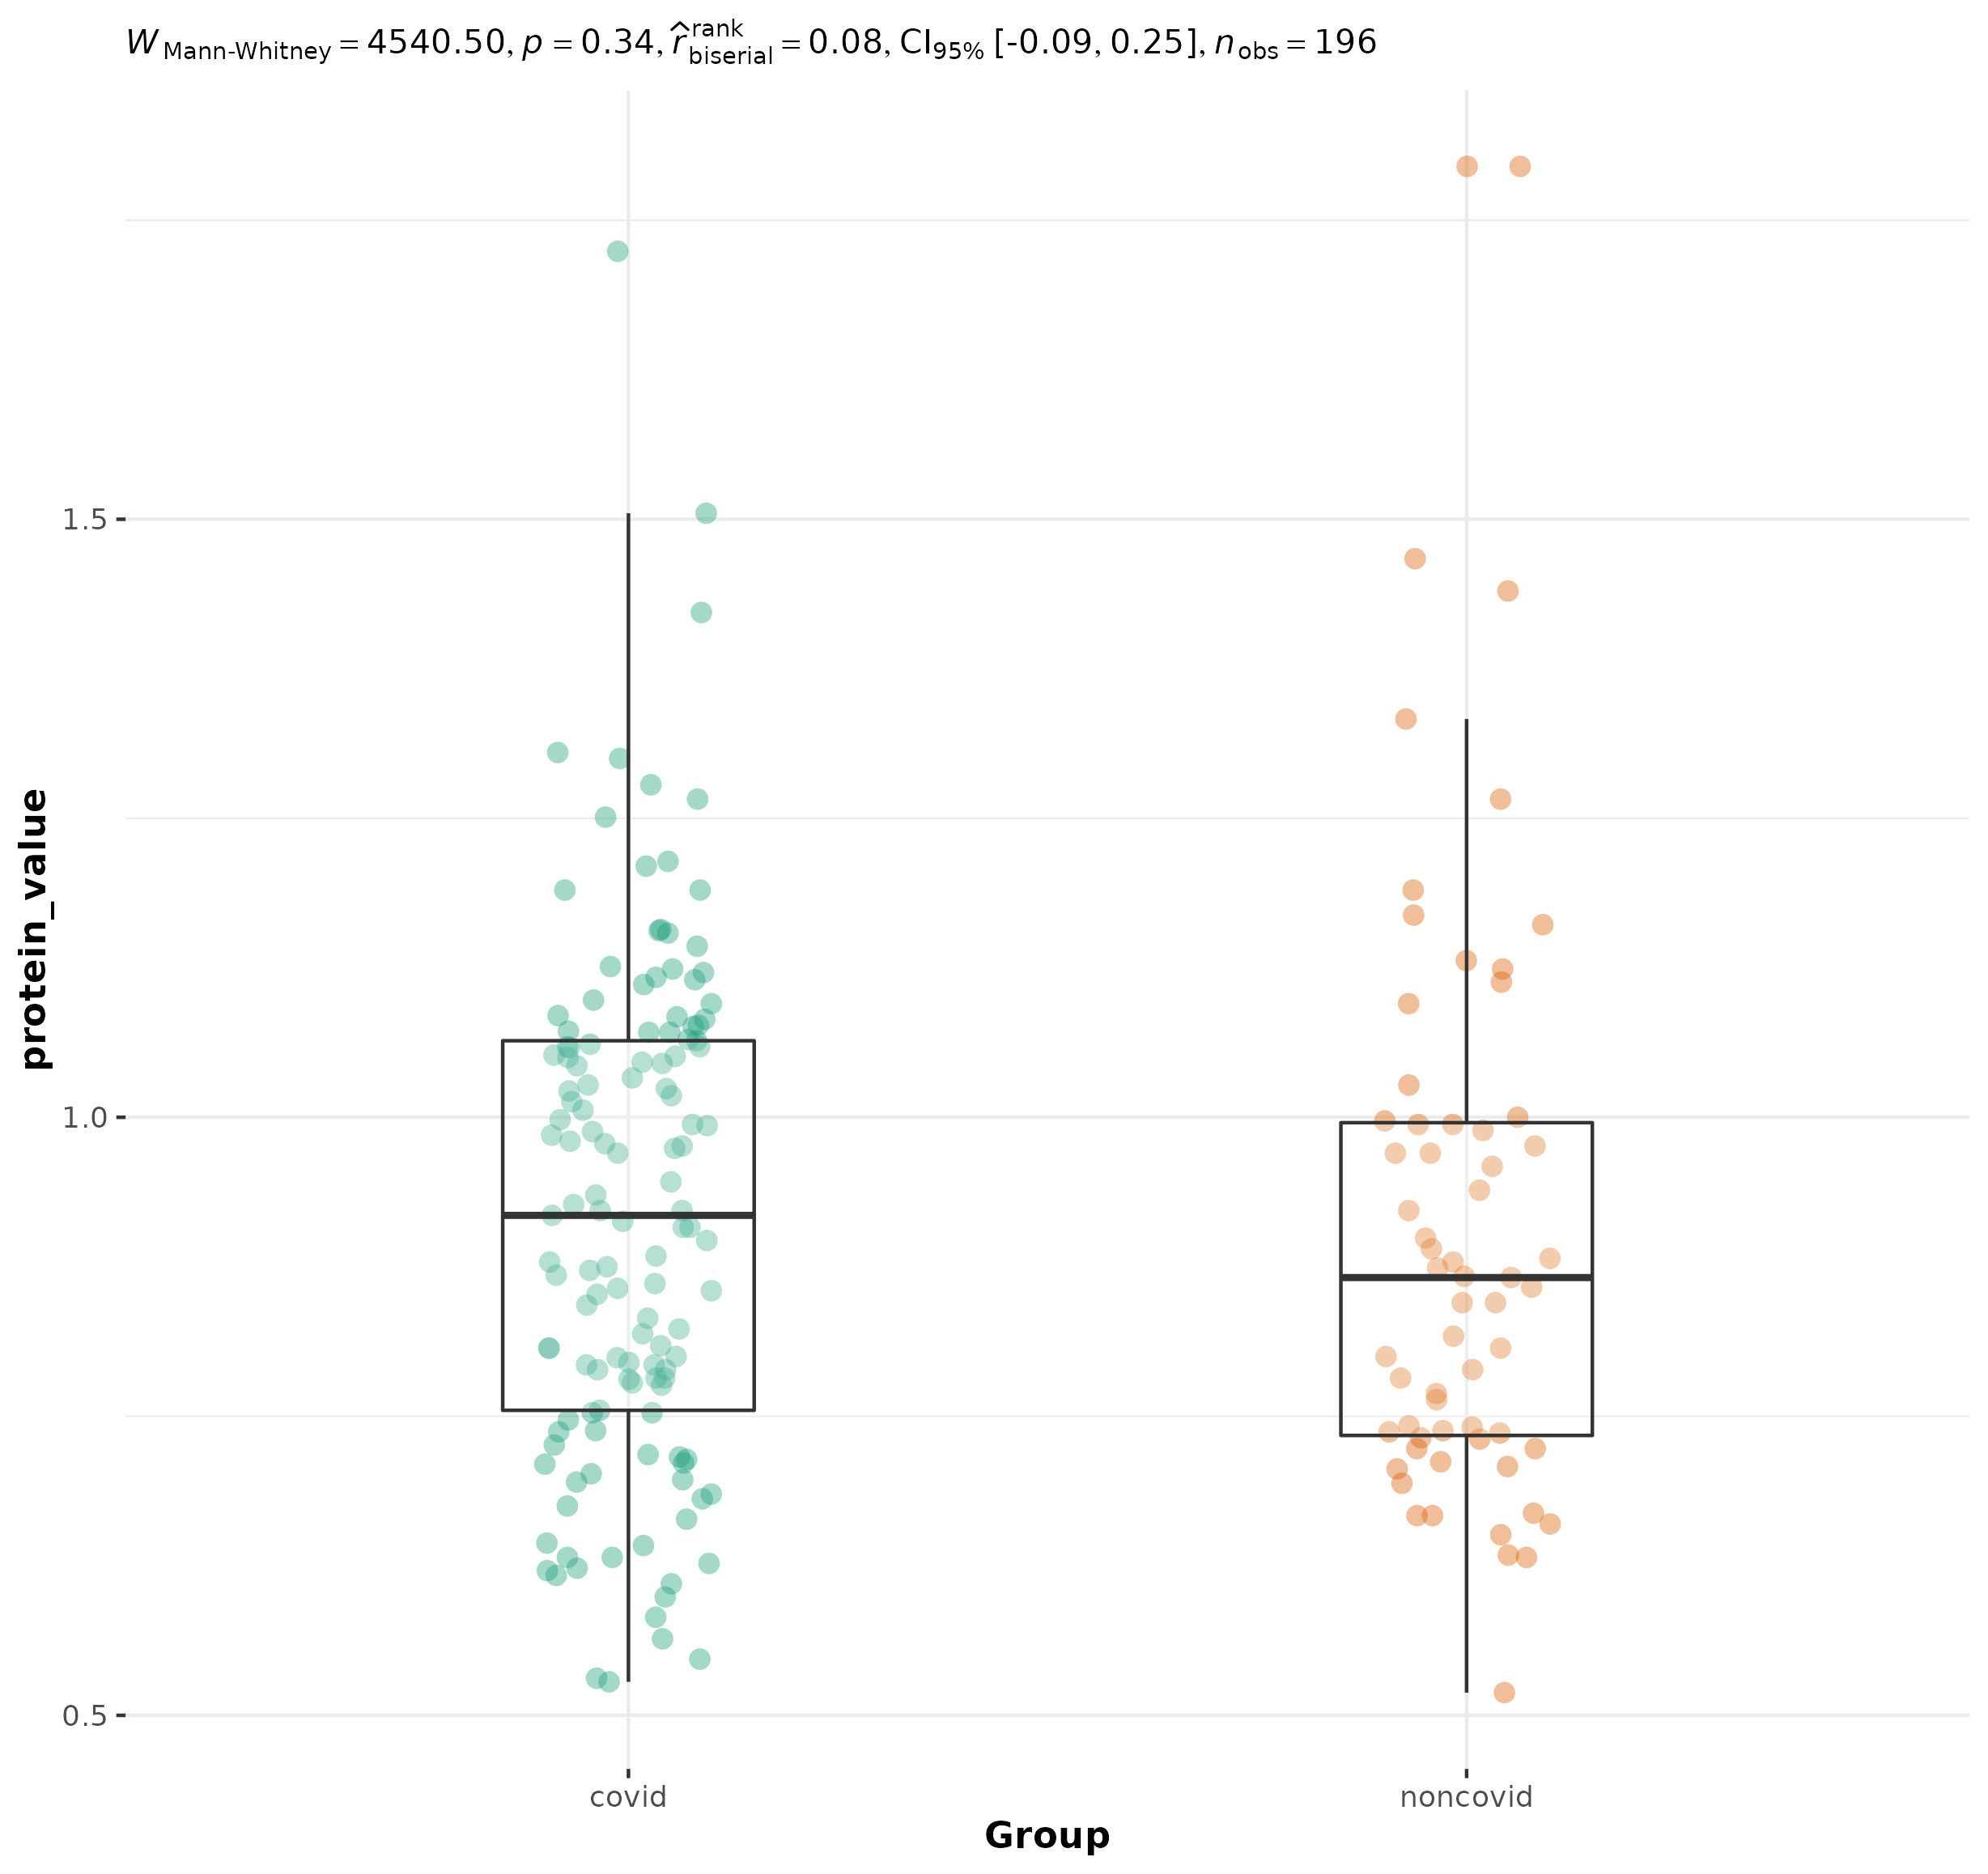 W Mann-Whitney = 4540.50, p = 0.34, r̂ rank biserial = 0.08, CI95% [-0.09, 0.25], n obs = 196
1.5
1.0
0.5
protein_value
covid noncovid
Group